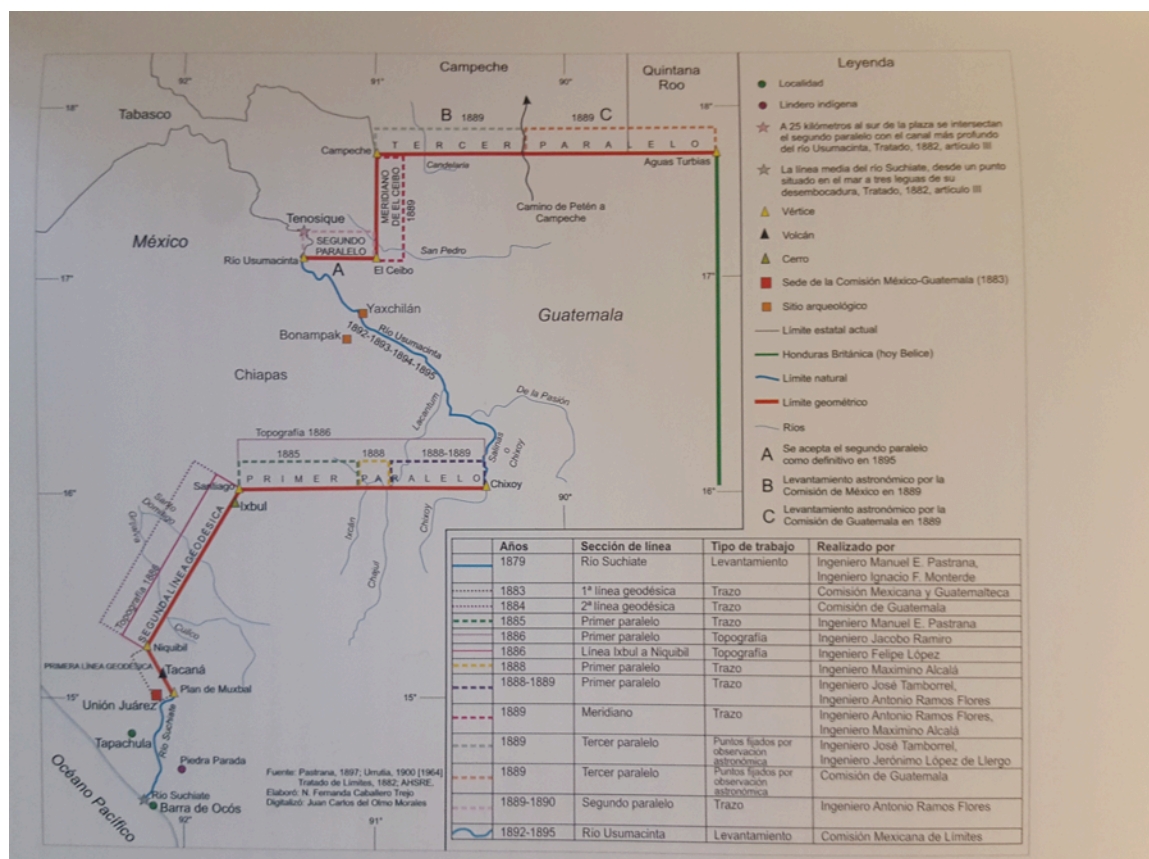 92°
91°
Campeche
90°
Quintana
Roo
18°
Tabasco
B 1889
1889 C
18°
Campeche
TERCER PARALELO
Aguas Turbias
Candelaria
MERIDIANO
DE EL CEIBO
1889
Camino de Petén a
Campeche
Tenosique
SEGUNDO
PARALELO
San Pedro
México
Río Usumacinta
A
El Ceibo
17°
17°
Yaxchilán
Guatemala
Bonampak
Río Usumacinta
1892-1893-1894-1895
Chiapas
De la Pasión
Lacantum
Salinas
o
Chixoy
Topografía 1886
1885
1888
1888-1889
PRIMER PARALELO
Santiago
Chixoy
16°
16°
90°
Ixbul
Santo
Domingo
Grijalva
Ixcán
Chajul
Chixoy
Topografía 1886
SEGUNDA LÍNEA GEODÉSICA
Cuilco
Niquibil
PRIMERA LÍNEA GEODÉSICA
Tacaná
Plan de Muxbal
15°
15°
Unión Juárez
Río Suchiate
Tapachula
Piedra Parada
Océano Pacífico
Río Suchiate
Barra de Ocós
92°
91°
Fuente: Pastrana, 1897; Urrutia, 1900 [1964]
Tratado de Límites, 1882; AHSRE.
Elaboró: N. Fernanda Caballero Trejo
Digitalizó: Juan Carlos del Olmo Morales
Leyenda
Localidad
Lindero indígena
A 25 kilómetros al sur de la plaza se intersectan
el segundo paralelo con el canal más profundo
del río Usumacinta, Tratado, 1882, artículo III
La línea media del río Suchiate, desde un punto
situado en el mar a tres leguas de su
desembocadura, Tratado, 1882, artículo III
Vértice
Volcán
Cerro
Sede de la Comisión México-Guatemala (1883)
Sitio arqueológico
Límite estatal actual
Honduras Británica (hoy Belice)
Límite natural
Límite geométrico
Ríos
A Se acepta el segundo paralelo
como definitivo en 1895
B Levantamiento astronómico por la
Comisión de México en 1889
C Levantamiento astronómico por la
Comisión de Guatemala en 1889
Años Sección de línea Tipo de trabajo Realizado por
1879 Río Suchiate Levantamiento Ingeniero Manuel E. Pastrana,
Ingeniero Ignacio F. Monterde
1883 1ª línea geodésica Trazo Comisión Mexicana y Guatemalteca
1884 2ª línea geodésica Trazo Comisión de Guatemala
1885 Primer paralelo Trazo Ingeniero Manuel E. Pastrana
1886 Primer paralelo Topografía Ingeniero Jacobo Ramiro
1886 Línea Ixbul a Niquibil Topografía Ingeniero Felipe López
1888 Primer paralelo Trazo Ingeniero Maximino Alcalá
1888-1889 Primer paralelo Trazo Ingeniero José Tamborrel,
Ingeniero Antonio Ramos Flores
1889 Meridiano Trazo Ingeniero Antonio Ramos Flores,
Ingeniero Maximino Alcalá
1889 Tercer paralelo Puntos fijados por
observación
astronómica Ingeniero José Tamborrel,
Ingeniero Jerónimo López de Llergo
1889 Tercer paralelo Puntos fijados por
observación
astronómica Comisión de Guatemala
1889-1890 Segundo paralelo Trazo Ingeniero Antonio Ramos Flores
1892-1895 Río Usumacinta Levantamiento Comisión Mexicana de Límites